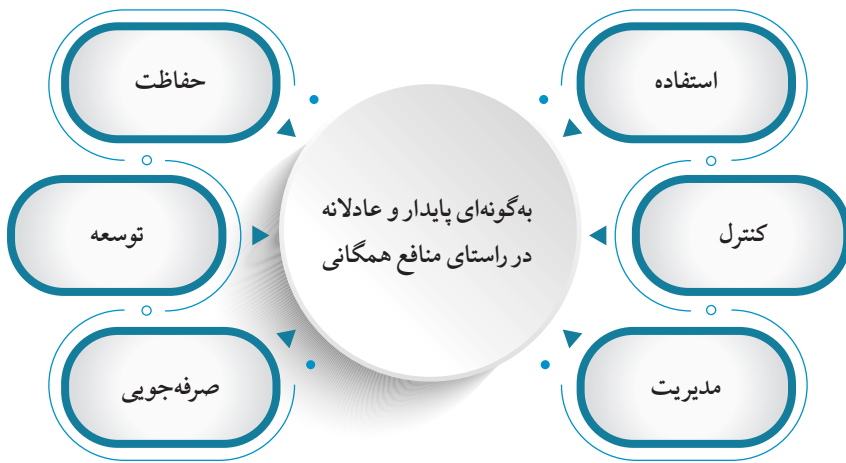 استفاده
حفاظت
به‌گونه‌ای پایدار و عادلانه
در راستای منافع همگانی
کنترل
توسعه
مدیریت
صرفه‌جویی